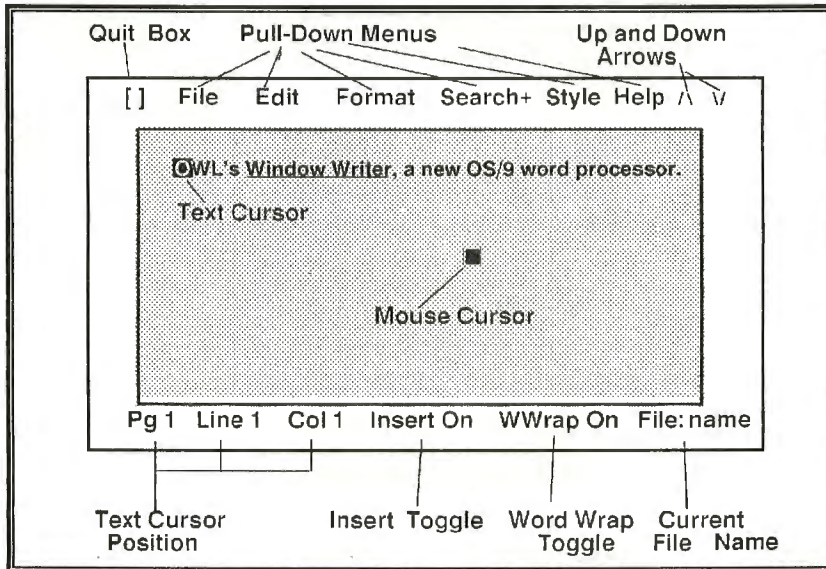 Quit Box Pull-Down Menus Up and Down
Arrows
[ ] File Edit Format Search+ Style Help /\ \/
OWL's Window Writer, a new OS/9 word processor.
Text Cursor
Mouse Cursor
Pg 1 Line 1 Col 1 Insert On WWrap On File: name
Text Cursor Insert Toggle Word Wrap Current
Position Toggle File Name